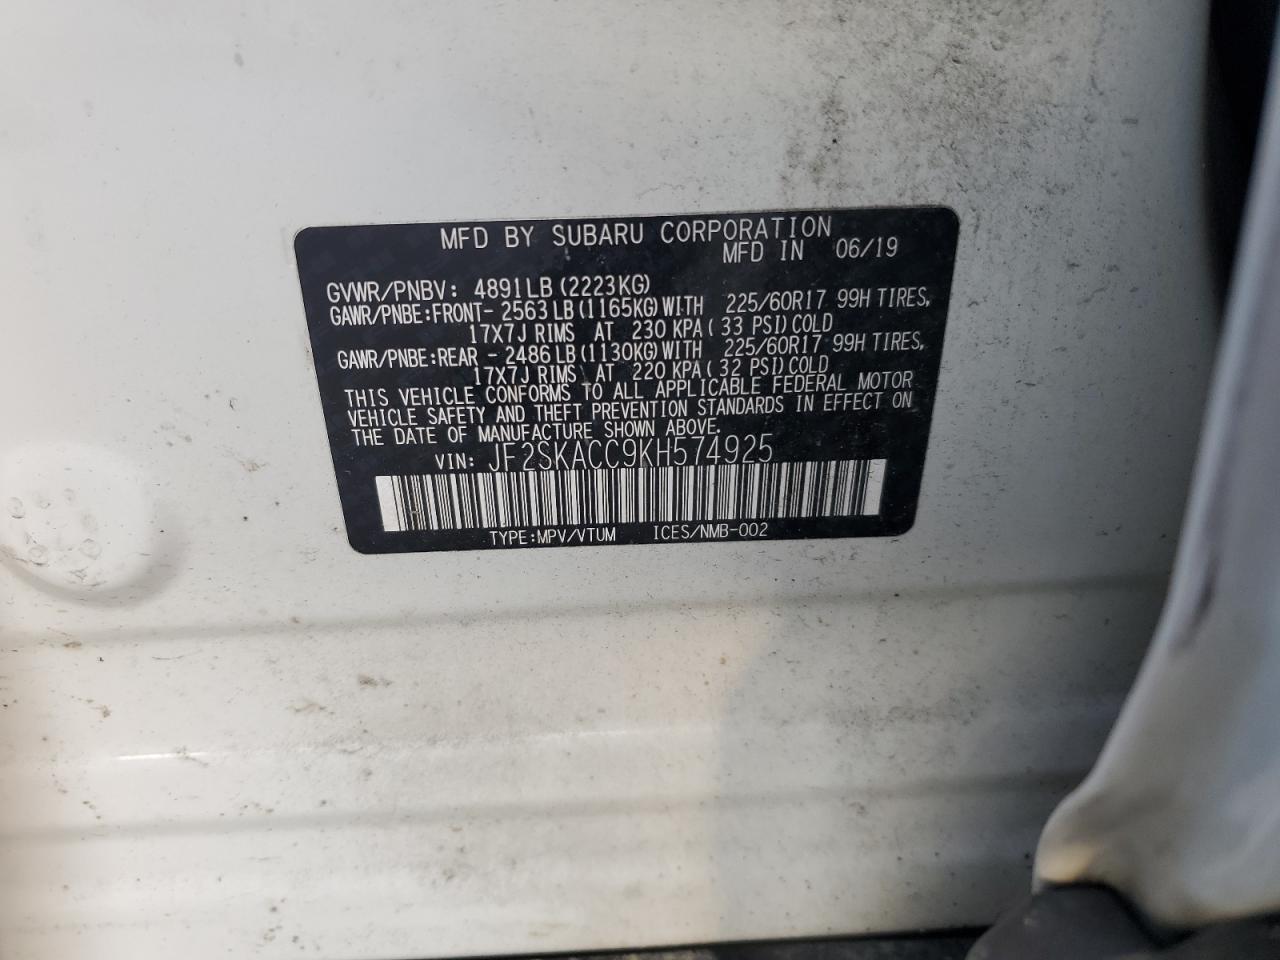 MFD BY SUBARU CORPORATION
MFD IN 06/19
GVWR/PNBV: 4891LB(2223KG)
GAWR/PNBE:FRONT- 2563LB(1165KG)WITH 225/60R17 99H TIRES,
17X7J RIMS AT 230 KPA( 33 PSI)COLD
GAWR/PNBE:REAR - 2486LB(1130KG)WITH 225/60R17 99H TIRES,
17X7J RIMS AT 220 KPA( 32 PSI)COLD
THIS VEHICLE CONFORMS TO ALL APPLICABLE FEDERAL MOTOR
VEHICLE SAFETY AND THEFT PREVENTION STANDARDS IN EFFECT ON
THE DATE OF MANUFACTURE SHOWN ABOVE.
VIN: JF2SKACC9KH574925
TYPE:MPV/VTUM ICES/NMB-002